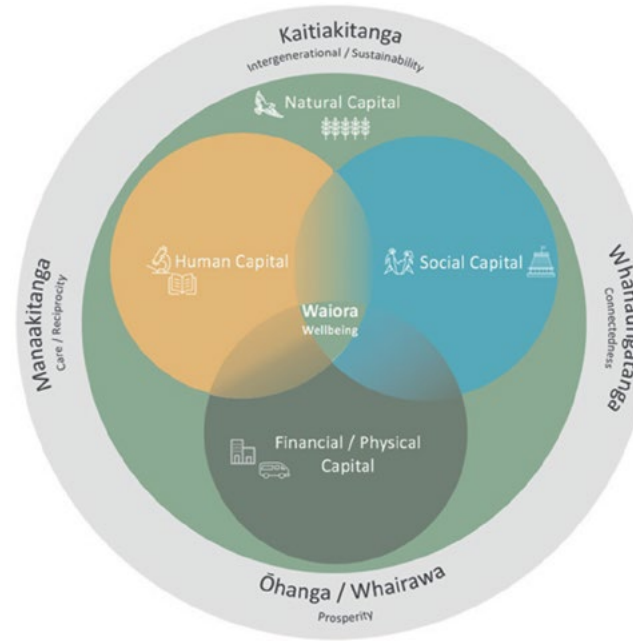 Kaitiakitanga
Intergenerational / Sustainability
Natural Capital
Manaakitanga
Care / Reciprocity
Human Capital
Social Capital
Whanaungatanga
Connectedness
Waiora
Wellbeing
Financial / Physical
Capital
Ōhanga / Whairawa
Prosperity